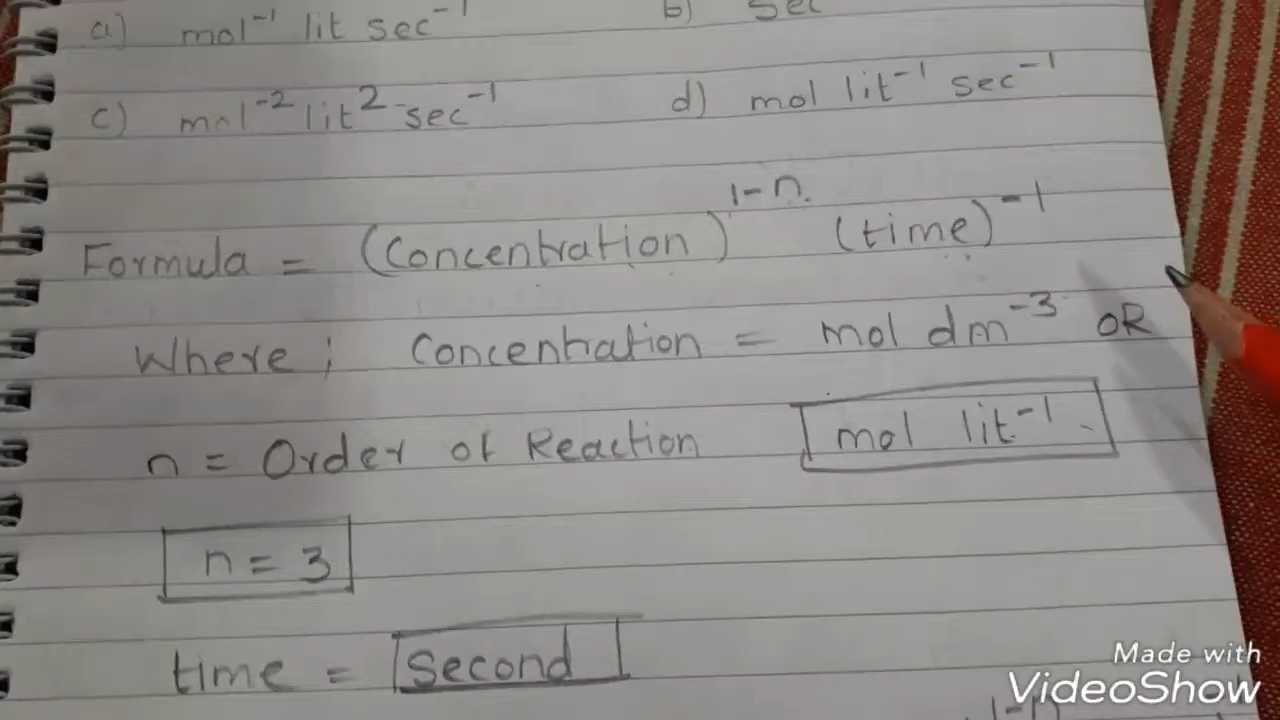 a) mol⁻¹ lit sec⁻¹ b) sec
c) mol⁻² lit² sec⁻¹ d) mol lit⁻¹ sec⁻¹
Formula = (Concentration)¹⁻ⁿ (time)⁻¹
Where; Concentration = mol dm⁻³ OR
n = Order of Reaction mol lit⁻¹.
n = 3
time = Second
1-n
Made with
VideoShow